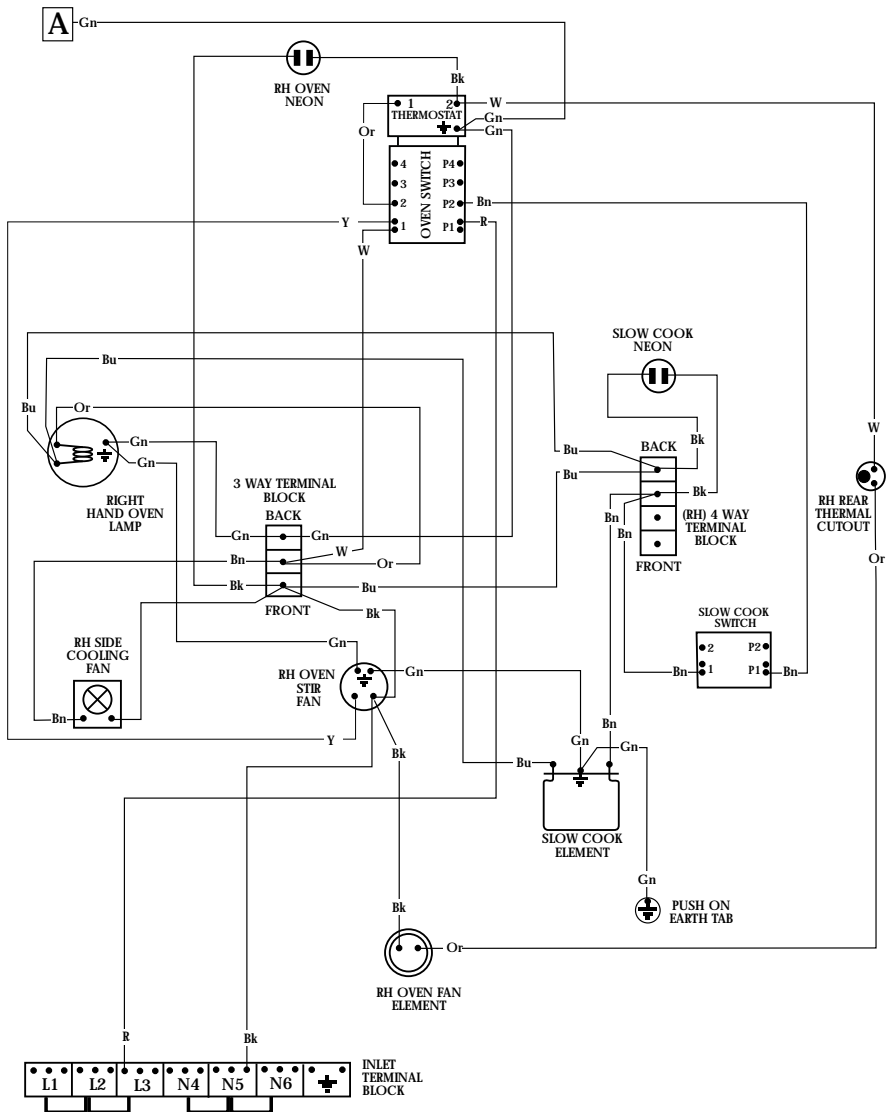 A
Gn
RH OVEN
NEON
Bk
1
2
W
THERMOSTAT
Gn
Gn
Or
OVEN SWITCH
4
P4
3
P3
2
P2
Bn
Y
1
P1
R
W
SLOW COOK
NEON
Bu
Bu
Or
W
Gn
Bk
BACK
Bu
Gn
Bu
RIGHT
HAND OVEN
LAMP
3 WAY TERMINAL
BLOCK
BACK
Bk
RH REAR
THERMAL
CUTOUT
Bn
(RH) 4 WAY
TERMINAL
BLOCK
Bn
Gn
Gn
W
Bn
Or
Or
FRONT
Bk
Bu
FRONT
Bk
SLOW COOK
SWITCH
RH SIDE
COOLING
FAN
Gn
2
P2
RH OVEN
STIR
FAN
Gn
Bn
1
P1
Bn
Bn
Bn
Y
Gn
Gn
Bk
Bu
SLOW COOK
ELEMENT
Gn
PUSH ON
EARTH TAB
Bk
Or
RH OVEN FAN
ELEMENT
R
Bk
L1
L2
L3
N4
N5
N6
INLET
TERMINAL
BLOCK